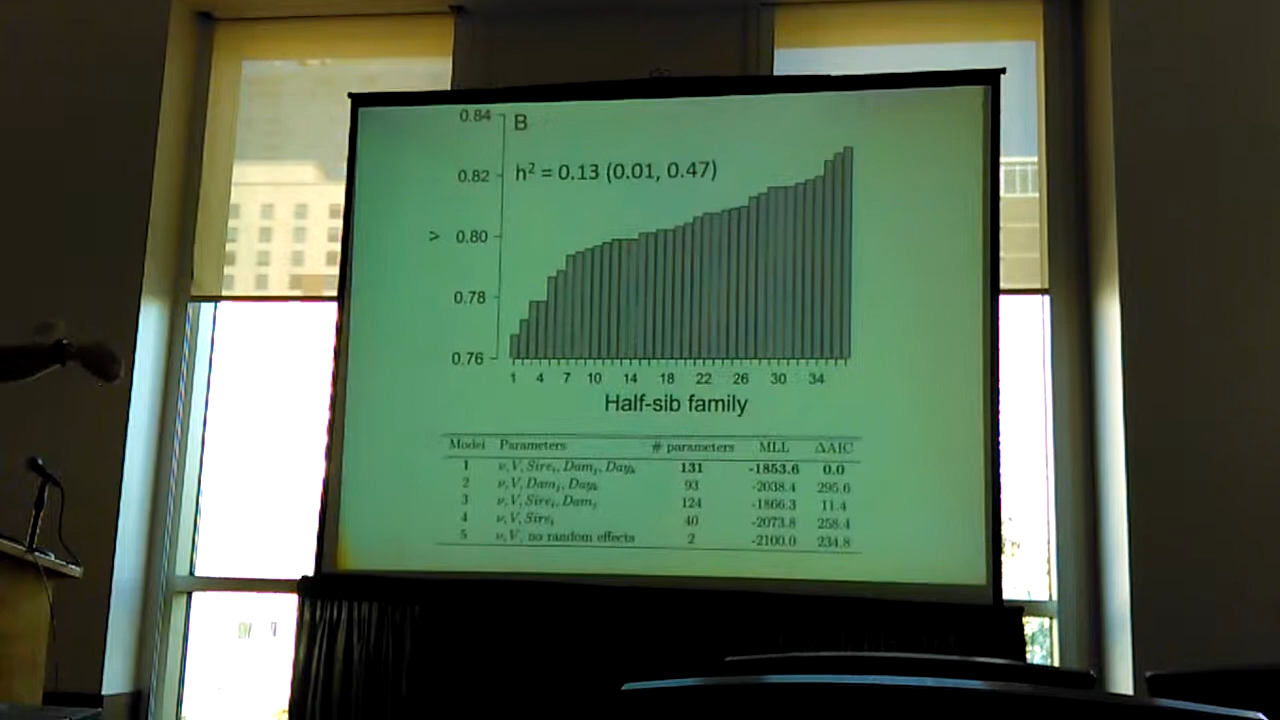 0.84
B
h² = 0.13 (0.01, 0.47)
0.82
0.80
0.78
0.76
1 4 7 10 14 18 22 26 30 34
Half-sib family
Model Parameters # parameters MLL ΔAIC
1 ν, V, Sireᵢ, Damⱼ, Dayₖ 131 -1853.6 0.0
2 ν, V, Damⱼ, Dayₖ 93 -2038.4 295.6
3 ν, V, Sireᵢ, Damⱼ 124 -1866.3 11.4
4 ν, V, Sireᵢ 40 -2073.8 258.4
5 ν, V, no random effects 2 -2100.0 234.8